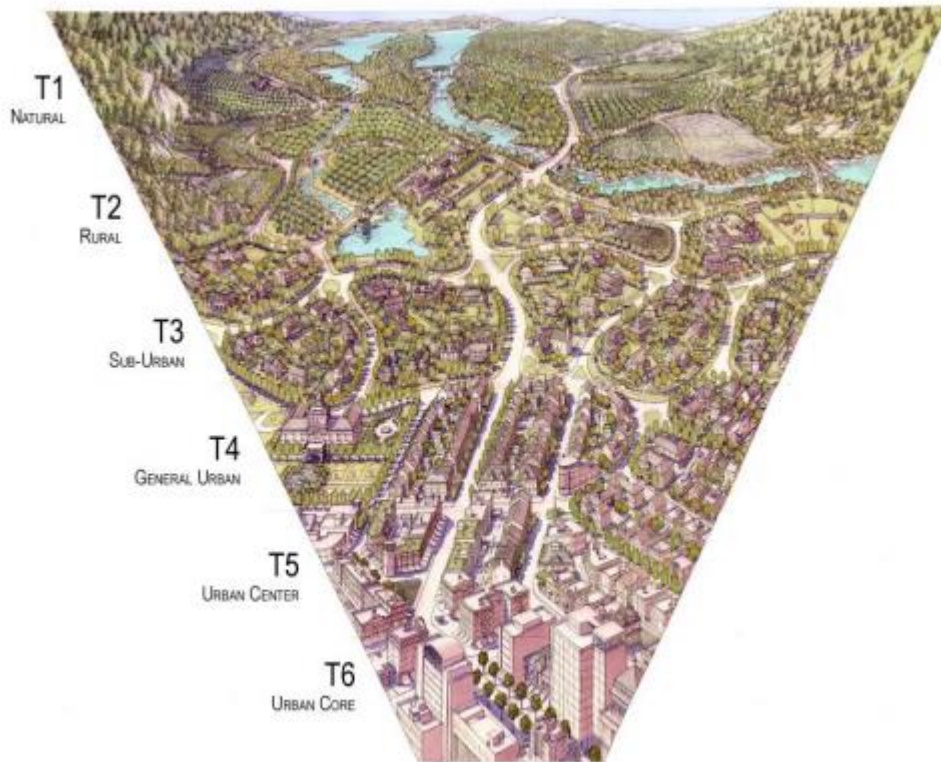 T1
NATURAL
T2
RURAL
T3
SUB-URBAN
T4
GENERAL URBAN
T5
URBAN CENTER
T6
URBAN CORE